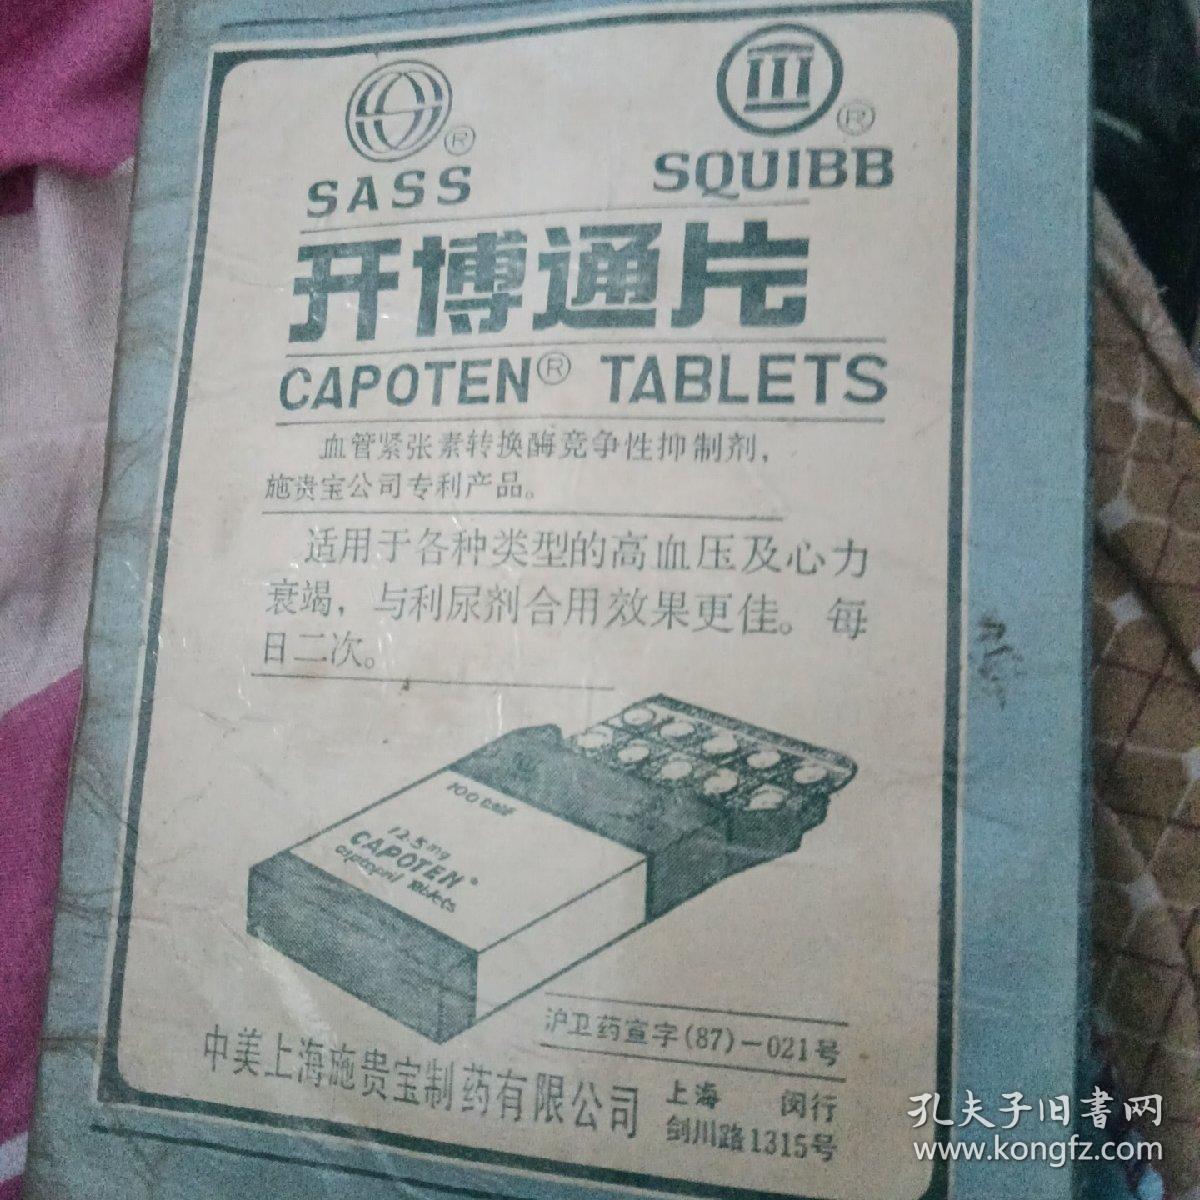 SASS ® SQUIBB ®
开博通片
CAPOTEN® TABLETS
血管紧张素转换酶竞争性抑制剂，
施贵宝公司专利产品。
适用于各种类型的高血压及心力
衰竭，与利尿剂合用效果更佳。每
日二次。
100
12.5mg
CAPOTEN®
captopril Tablets
沪卫药宣字(87)—021号
中美上海施贵宝制药有限公司
上海 闵行
剑川路1315号
孔夫子旧书网
www.kongfz.com